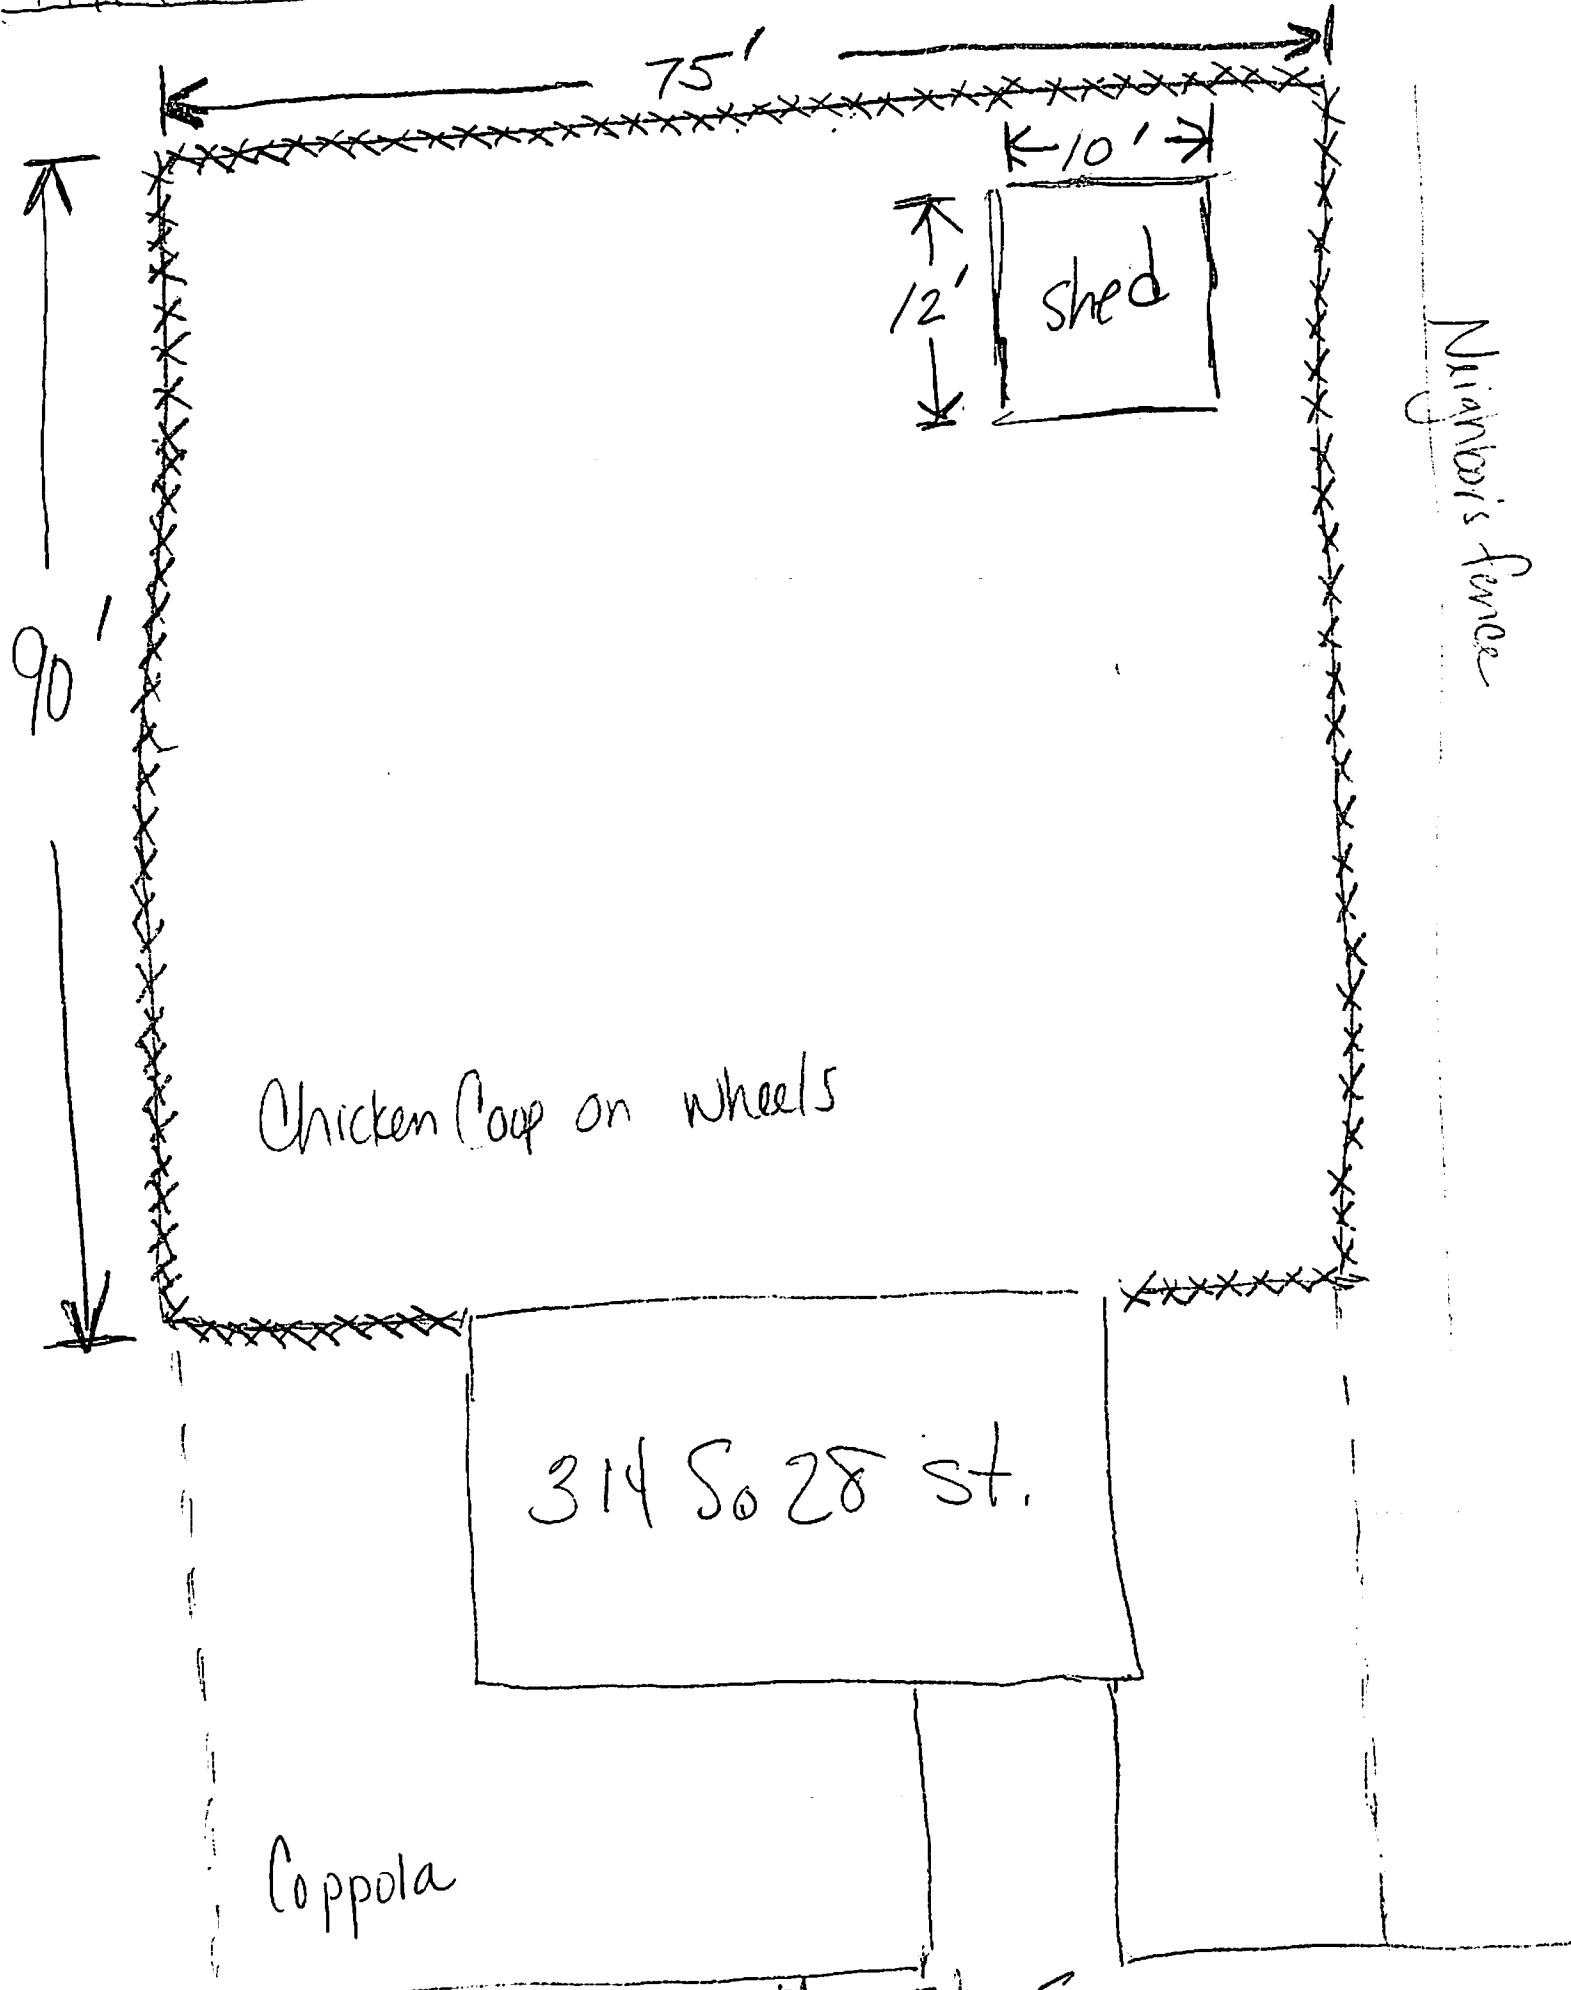 75'
10'
12'
shed
Neighbor's fence
90'
Chicken Coop on wheels
314 So 28 st.
Coppola